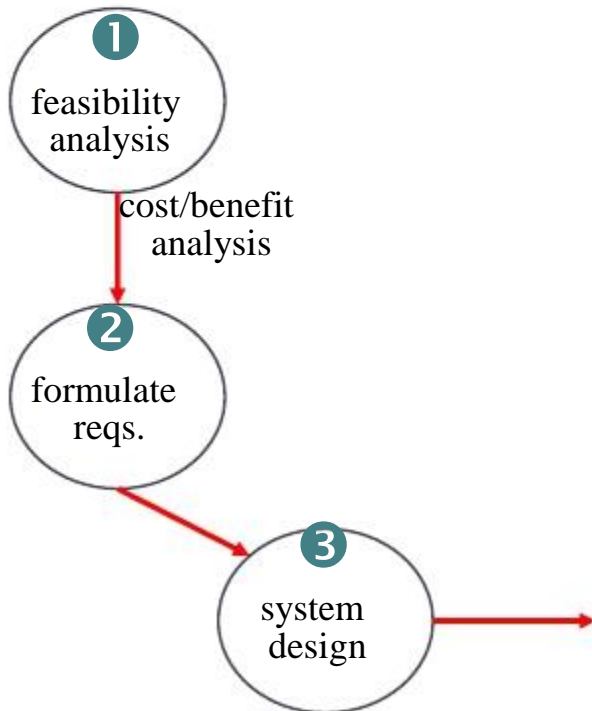 1
feasibility
analysis
cost/benefit
analysis
2
formulate
reqs.
3
system
design